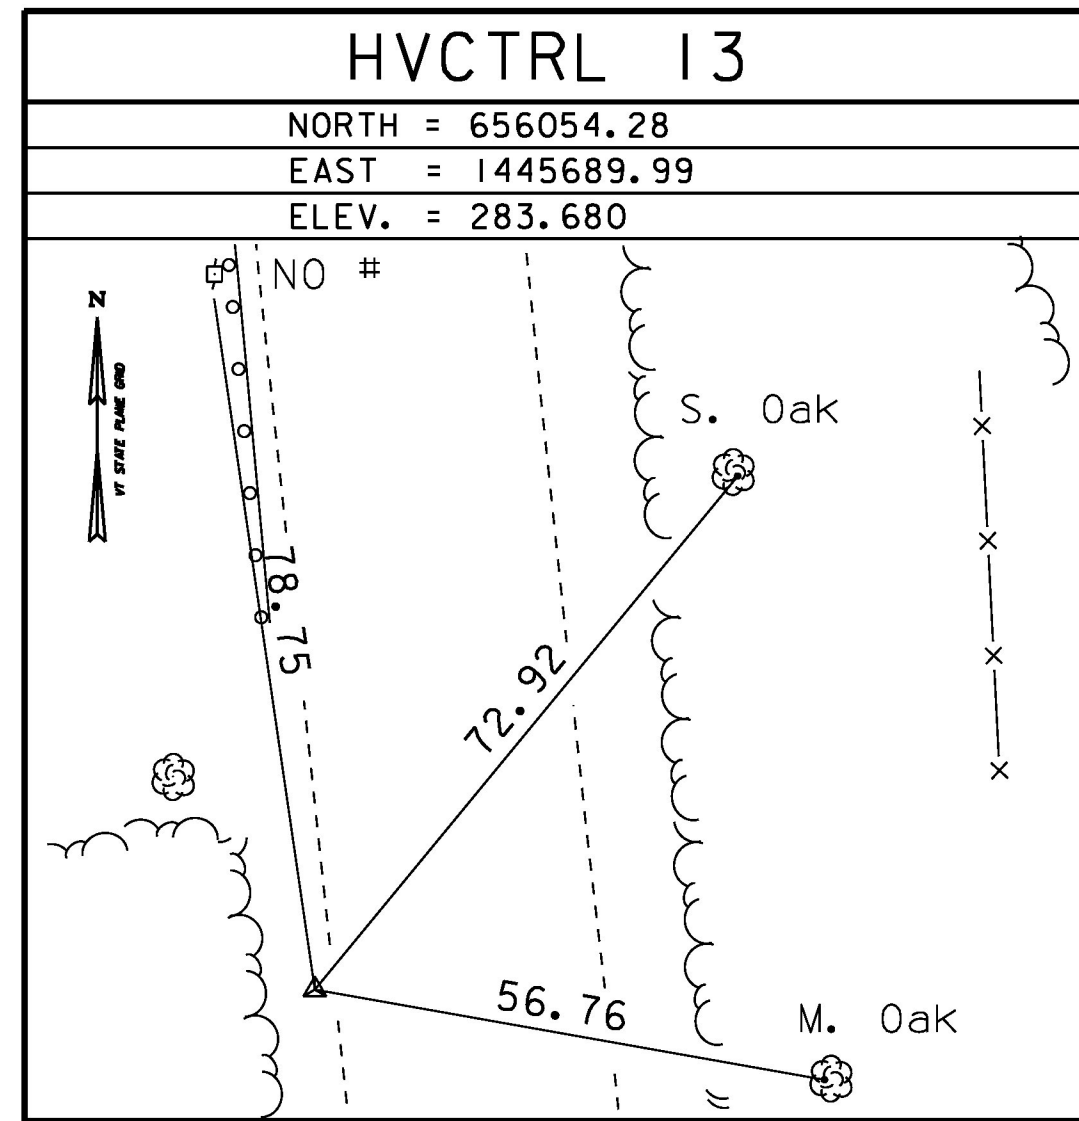 HVCTRL 13
NORTH = 656054.28
EAST = 1445689.99
ELEV. = 283.680
NO #
N
VT STATE PLANE GRID
S. Oak
78.75
72.92
56.76
M. Oak